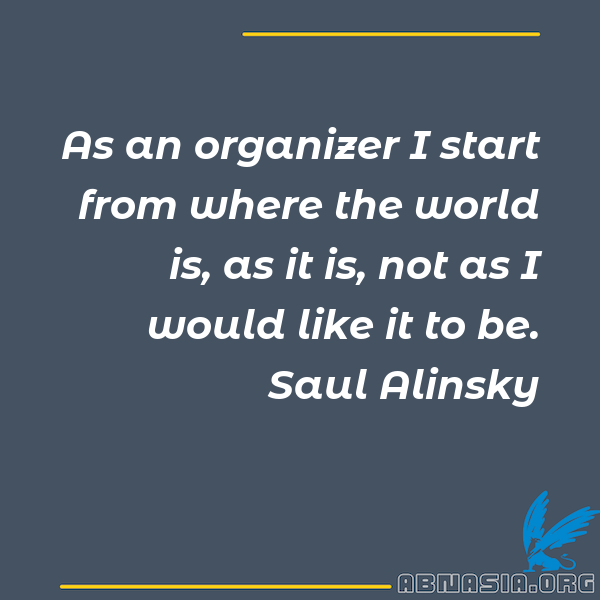 As an organizer I start
from where the world
is, as it is, not as I
would like it to be.
Saul Alinsky
ABNASIA.ORG